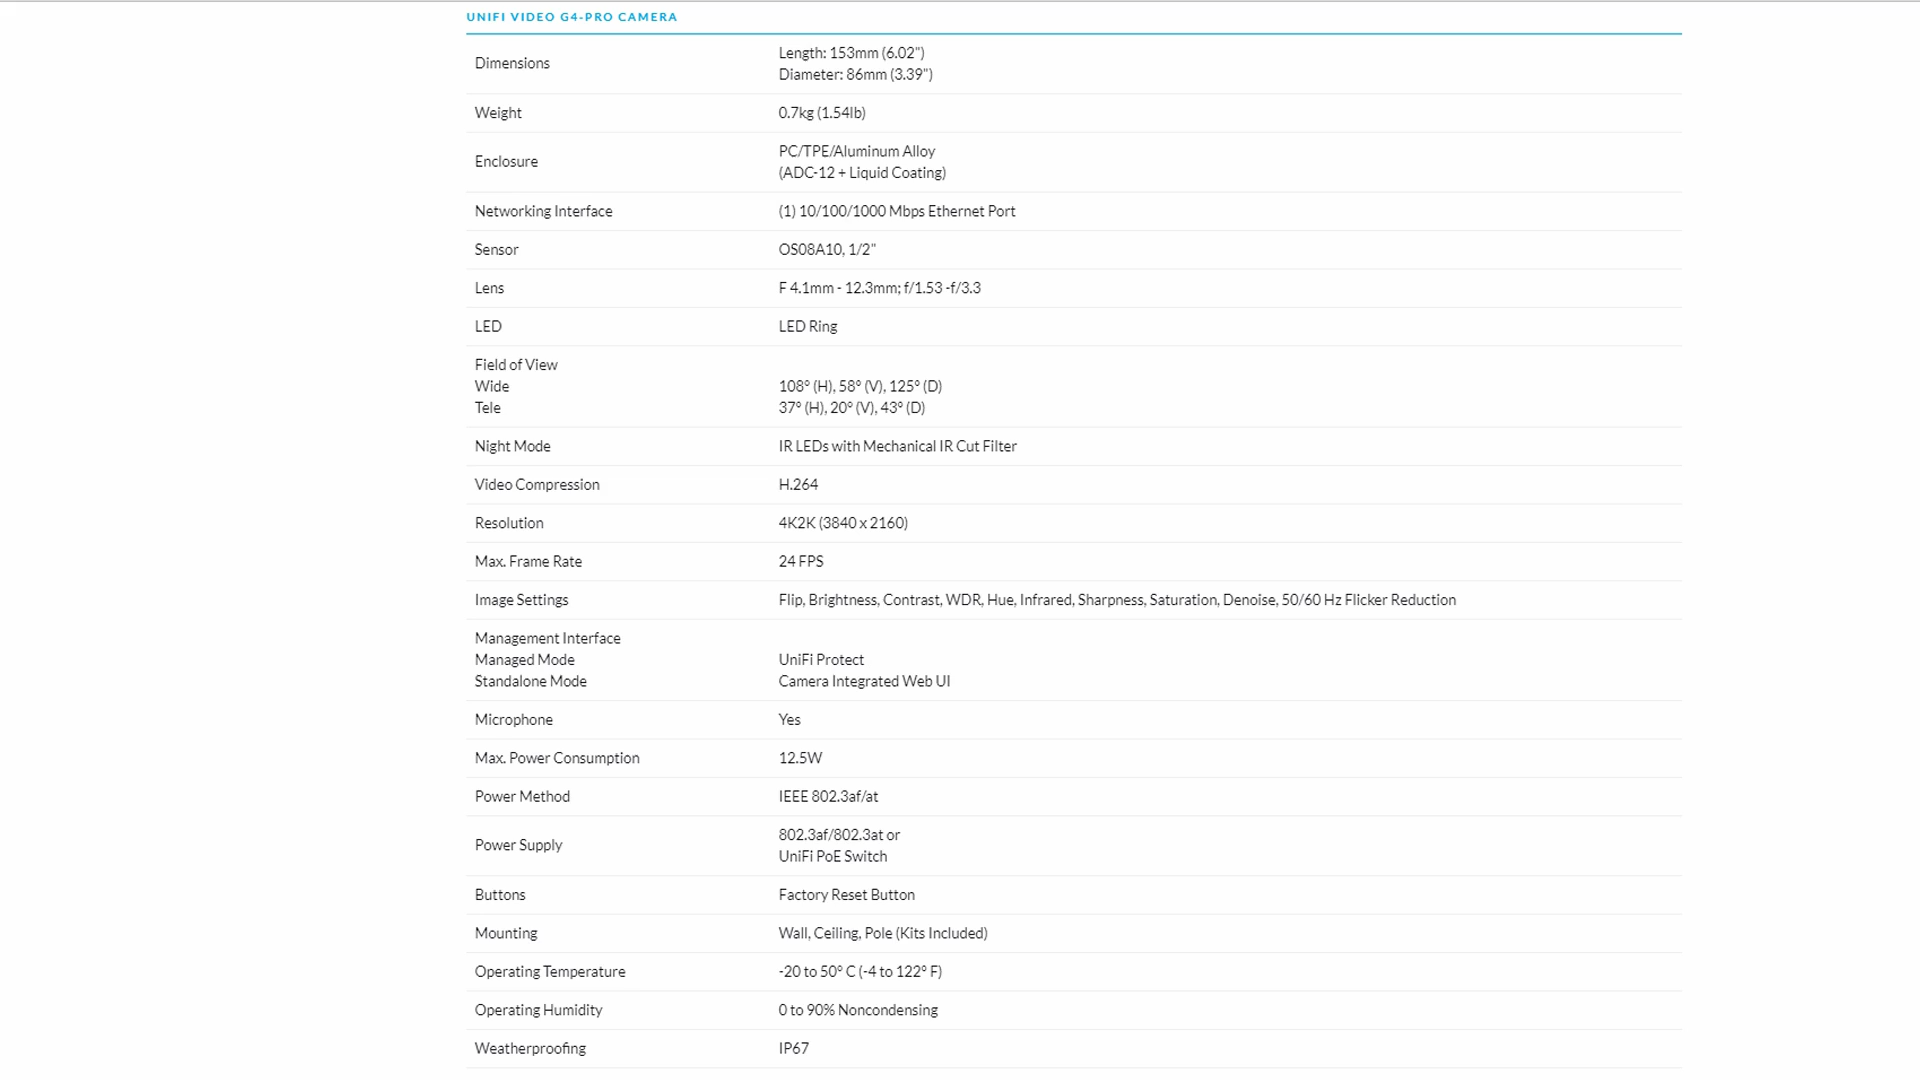 UNIFI VIDEO G4-PRO CAMERA
Dimensions
Length: 153mm (6.02")
Diameter: 86mm (3.39")
Weight
0.7kg (1.54lb)
Enclosure
PC/TPE/Aluminum Alloy
(ADC-12 + Liquid Coating)
Networking Interface
(1) 10/100/1000 Mbps Ethernet Port
Sensor
OS08A10, 1/2"
Lens
F 4.1mm - 12.3mm; f/1.53 -f/3.3
LED
LED Ring
Field of View
Wide
108° (H), 58° (V), 125° (D)
Tele
37° (H), 20° (V), 43° (D)
Night Mode
IR LEDs with Mechanical IR Cut Filter
Video Compression
H.264
Resolution
4K2K (3840 x 2160)
Max. Frame Rate
24 FPS
Image Settings
Flip, Brightness, Contrast, WDR, Hue, Infrared, Sharpness, Saturation, Denoise, 50/60 Hz Flicker Reduction
Management Interface
Managed Mode
UniFi Protect
Standalone Mode
Camera Integrated Web UI
Microphone
Yes
Max. Power Consumption
12.5W
Power Method
IEEE 802.3af/at
Power Supply
802.3af/802.3at or
UniFi PoE Switch
Buttons
Factory Reset Button
Mounting
Wall, Ceiling, Pole (Kits Included)
Operating Temperature
-20 to 50° C (-4 to 122° F)
Operating Humidity
0 to 90% Noncondensing
Weatherproofing
IP67